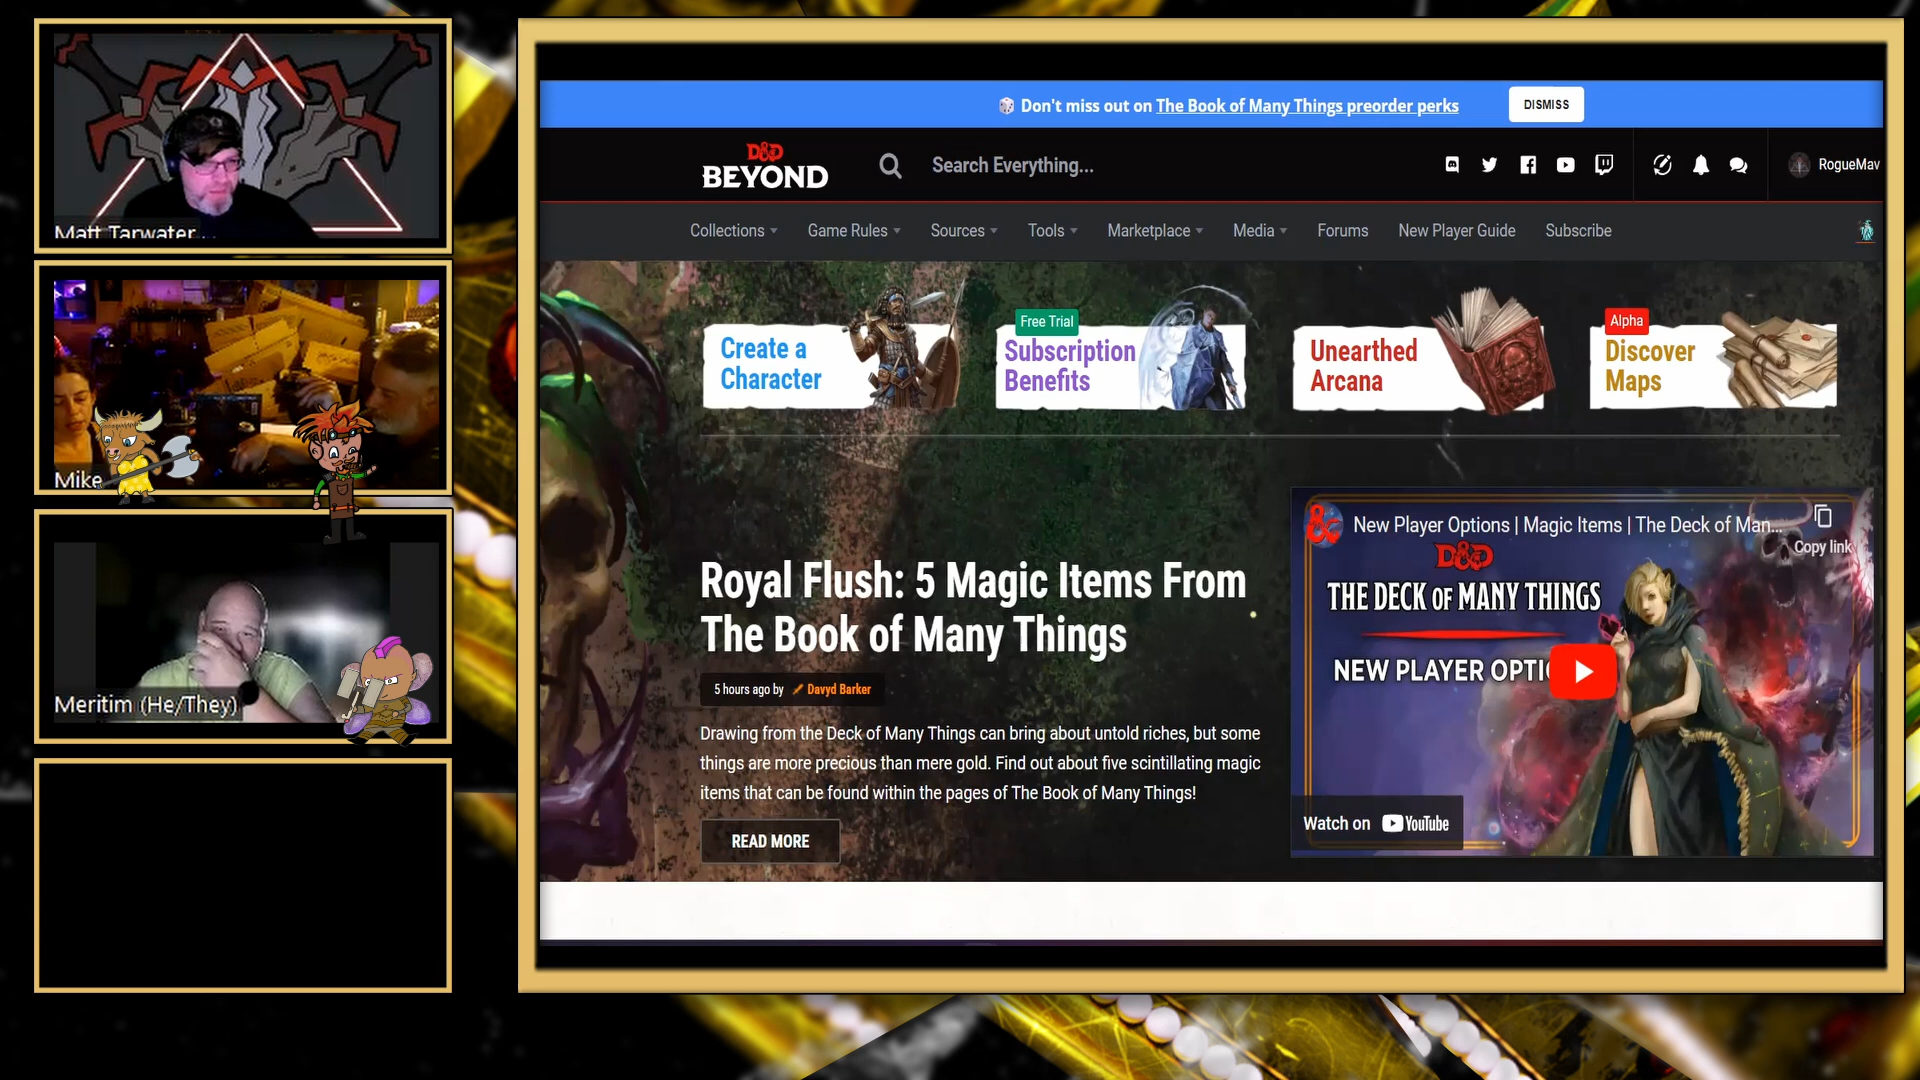 Matt Tarwater
Mike
Meritim (He/They)
Don't miss out on The Book of Many Things preorder perks
DISMISS
D&D
BEYOND
Search Everything...
RogueMav
Collections
Game Rules
Sources
Tools
Marketplace
Media
Forums
New Player Guide
Subscribe
Create a
Character
Free Trial
Subscription
Benefits
Unearthed
Arcana
Alpha
Discover
Maps
Royal Flush: 5 Magic Items From
The Book of Many Things
5 hours ago by Davyd Barker
Drawing from the Deck of Many Things can bring about untold riches, but some
things are more precious than mere gold. Find out about five scintillating magic
items that can be found within the pages of The Book of Many Things!
READ MORE
New Player Options | Magic Items | The Deck of Man...
Copy link
D&D
THE DECK OF MANY THINGS
NEW PLAYER OPTI
Watch on YouTube